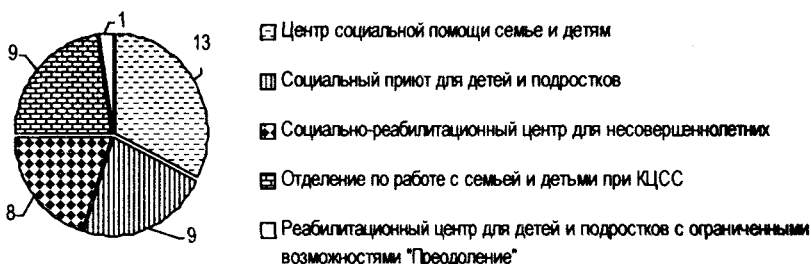 1
13
9
8
9
Центр социальной помощи семье и детям
Социальный приют для детей и подростков
Социально-реабилитационный центр для несовершеннолетних
Отделение по работе с семьей и детьми при КЦСС
Реабилитационный центр для детей и подростков с ограниченными
возможностями "Преодоление"